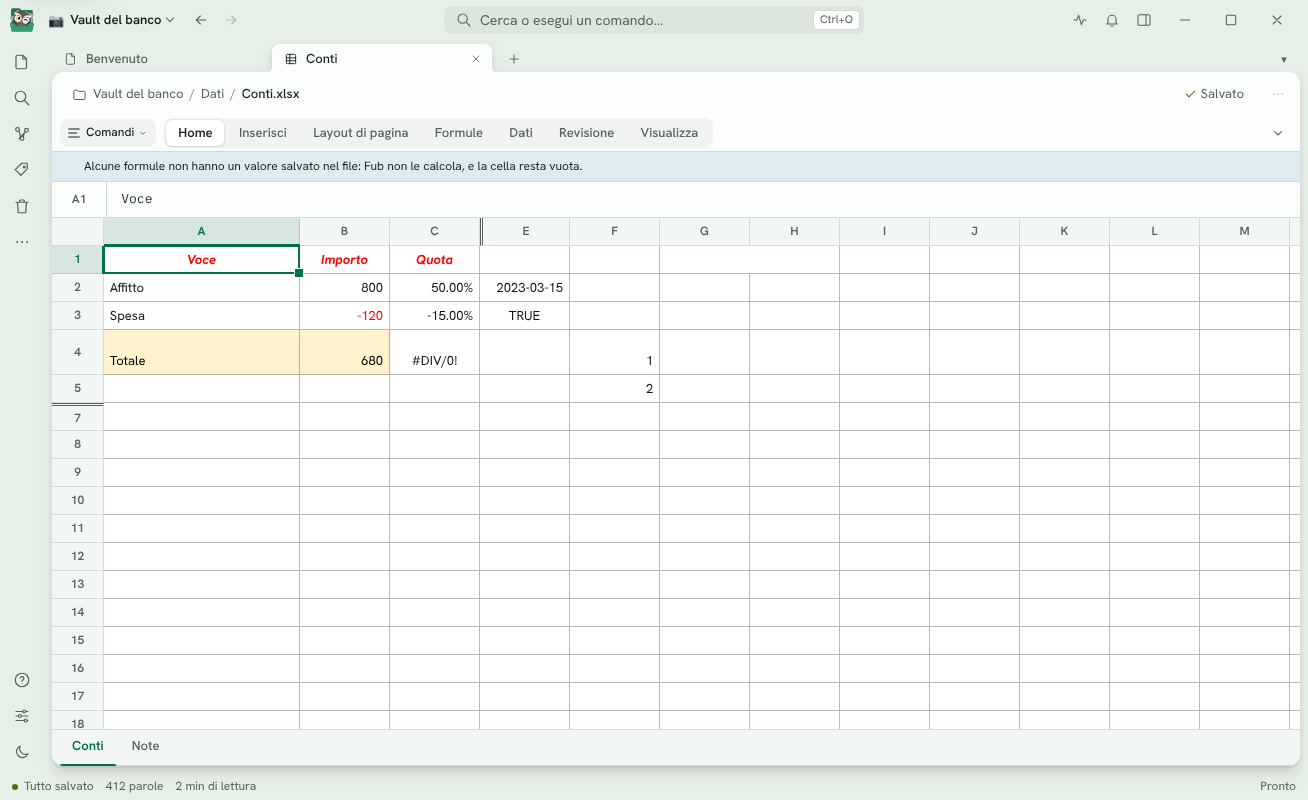 Vault del banco
Cerca o esegui un comando... Ctrl+O
Benvenuto
Conti
Vault del banco / Dati / Conti.xlsx
Salvato
Comandi Home Inserisci Layout di pagina Formule Dati Revisione Visualizza
Alcune formule non hanno un valore salvato nel file: Fub non le calcola, e la cella resta vuota.
A1 Voce
A B C E F G H I J K L M
1 Voce Importo Quota
2 Affitto 800 50.00% 2023-03-15
3 Spesa -120 -15.00% TRUE
4 Totale 680 #DIV/0! 1
5 2
7
8
9
10
11
12
13
14
15
16
17
18
Conti Note
Tutto salvato 412 parole 2 min di lettura Pronto